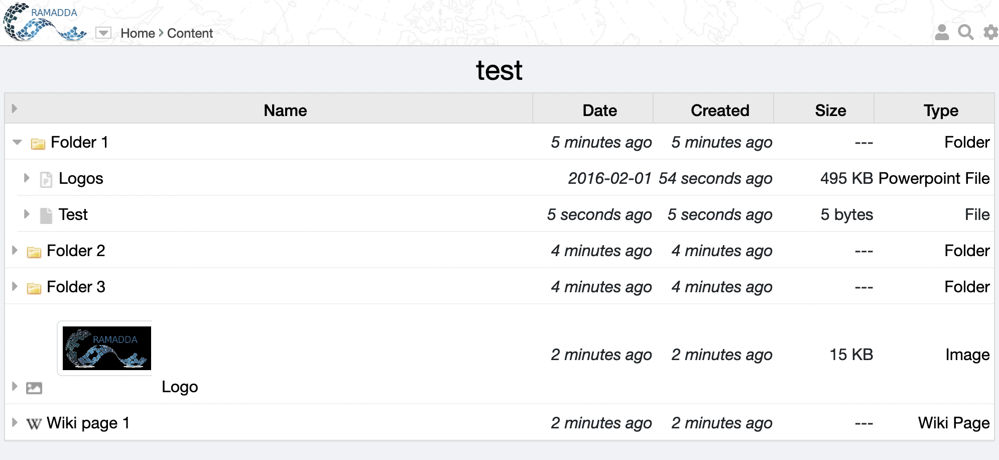 RAMADDA
Home > Content
test
Name Date Created Size Type
Folder 1 5 minutes ago 5 minutes ago --- Folder
Logos 2016-02-01 54 seconds ago 495 KB Powerpoint File
Test 5 seconds ago 5 seconds ago 5 bytes File
Folder 2 4 minutes ago 4 minutes ago --- Folder
Folder 3 4 minutes ago 4 minutes ago --- Folder
RAMADDA
2 minutes ago 2 minutes ago 15 KB Image
Logo
W Wiki page 1 2 minutes ago 2 minutes ago --- Wiki Page